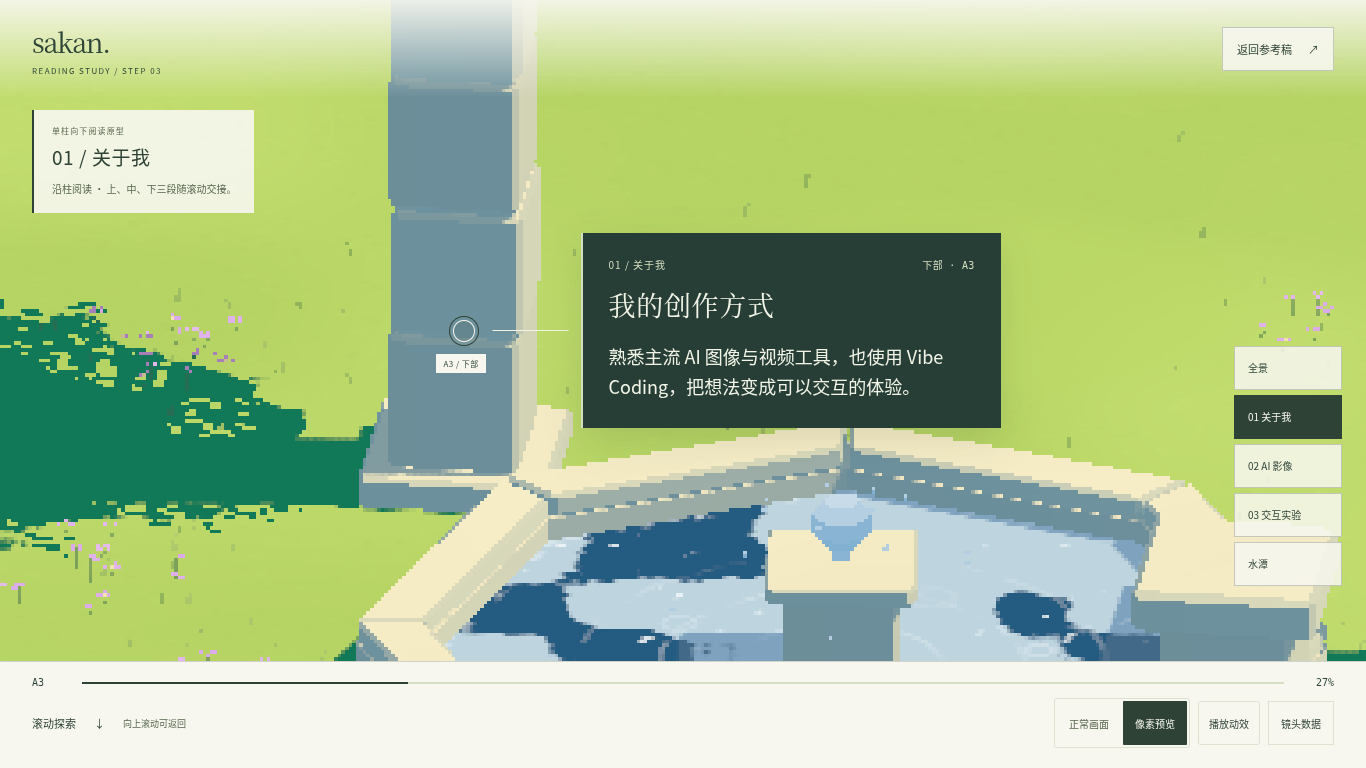 sakan.
READING STUDY / STEP 03
返回参考稿 ↗
单柱向下阅读原型
01 / 关于我
沿柱阅读 · 上、中、下三段随滚动交接。
01 / 关于我
下部 · A3
我的创作方式
熟悉主流 AI 图像与视频工具，也使用 Vibe
Coding，把想法变成可以交互的体验。
A3 / 下部
全景
01 关于我
02 AI 影像
03 交互实验
水潭
A3
27%
滚动探索 ↓ 向上滚动可返回
正常画面
像素预览
播放动效
镜头数据